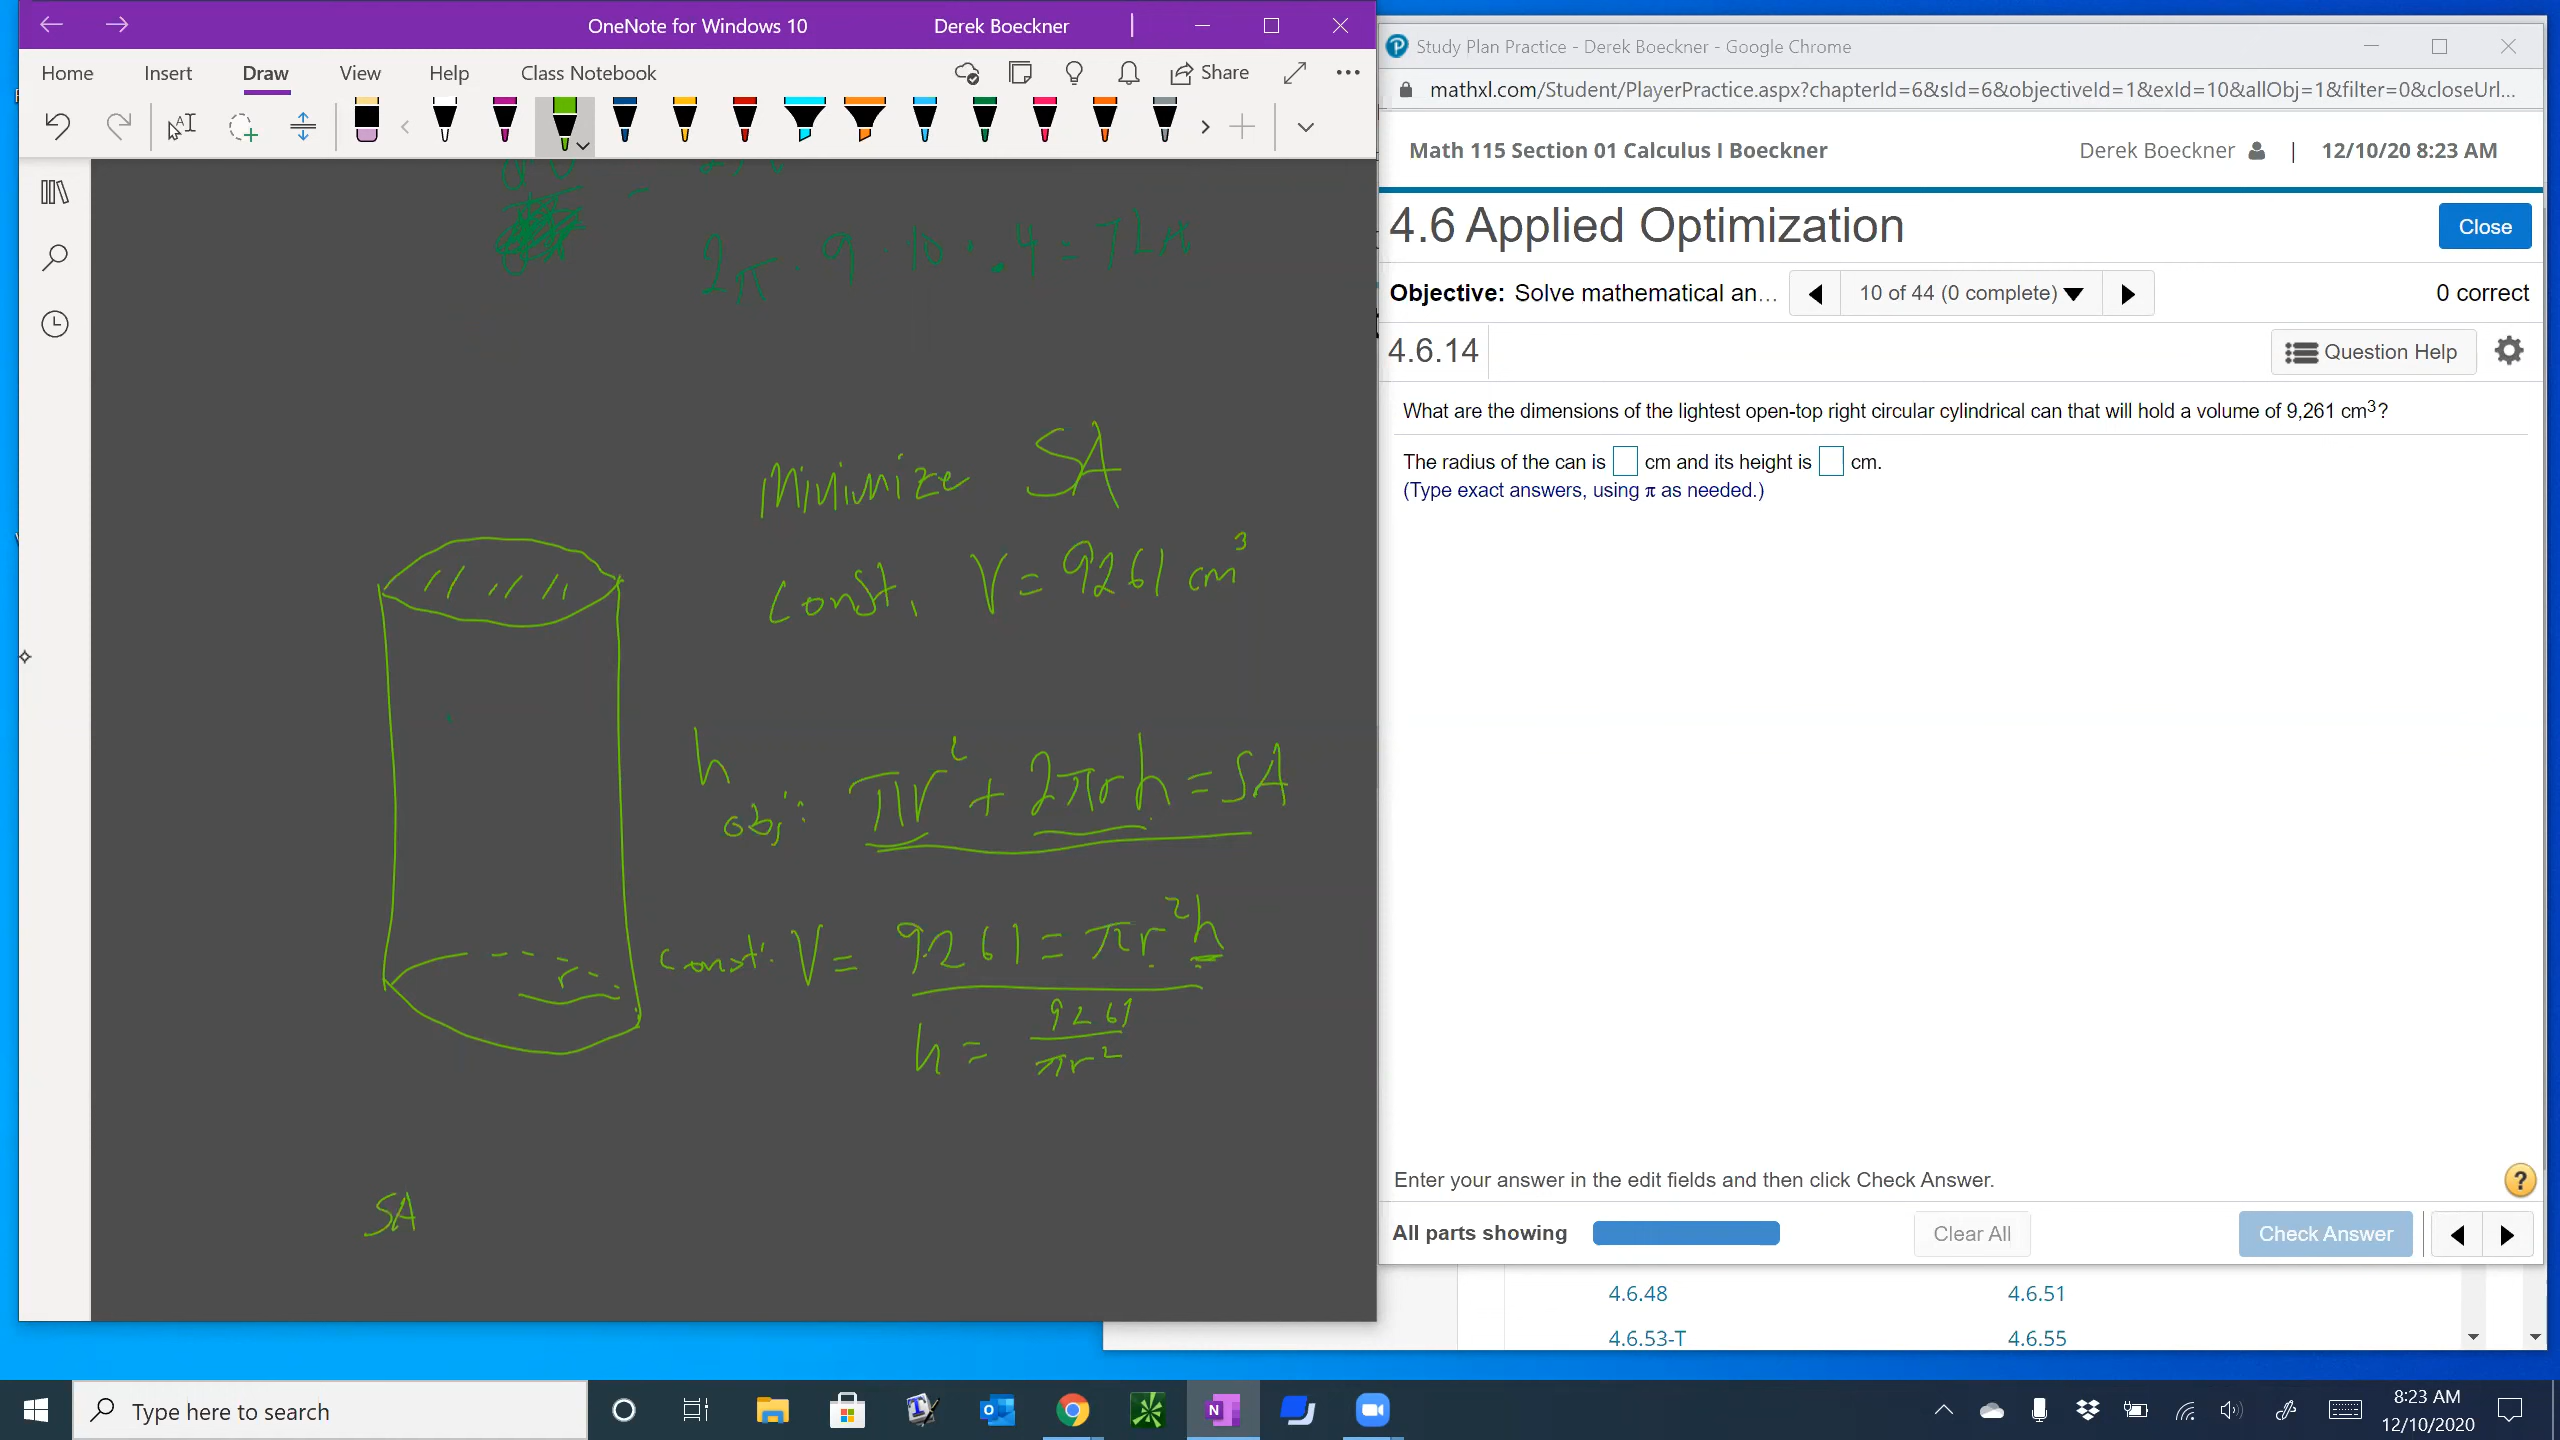 OneNote for Windows 10
Derek Boeckner
Home Insert Draw View Help Class Notebook Share
2π · 9 · 10 · .4 = 72π
Minimize SA
const. V = 9261 cm³
h
obj: πr² + 2πrh = SA
const: V = 9261 = πr²h
h = 9261/πr²
r
SA
Study Plan Practice - Derek Boeckner - Google Chrome
mathxl.com/Student/PlayerPractice.aspx?chapterId=6&sId=6&objectiveId=1&exId=10&allObj=1&filter=0&closeUrl...
Math 115 Section 01 Calculus I Boeckner
Derek Boeckner | 12/10/20 8:23 AM
4.6 Applied Optimization
Close
Objective: Solve mathematical an...
10 of 44 (0 complete)
0 correct
4.6.14
Question Help
What are the dimensions of the lightest open-top right circular cylindrical can that will hold a volume of 9,261 cm³?
The radius of the can is cm and its height is cm.
(Type exact answers, using π as needed.)
Enter your answer in the edit fields and then click Check Answer.
?
All parts showing
Clear All
Check Answer
4.6.48 4.6.51
4.6.53-T 4.6.55
Type here to search
8:23 AM
12/10/2020